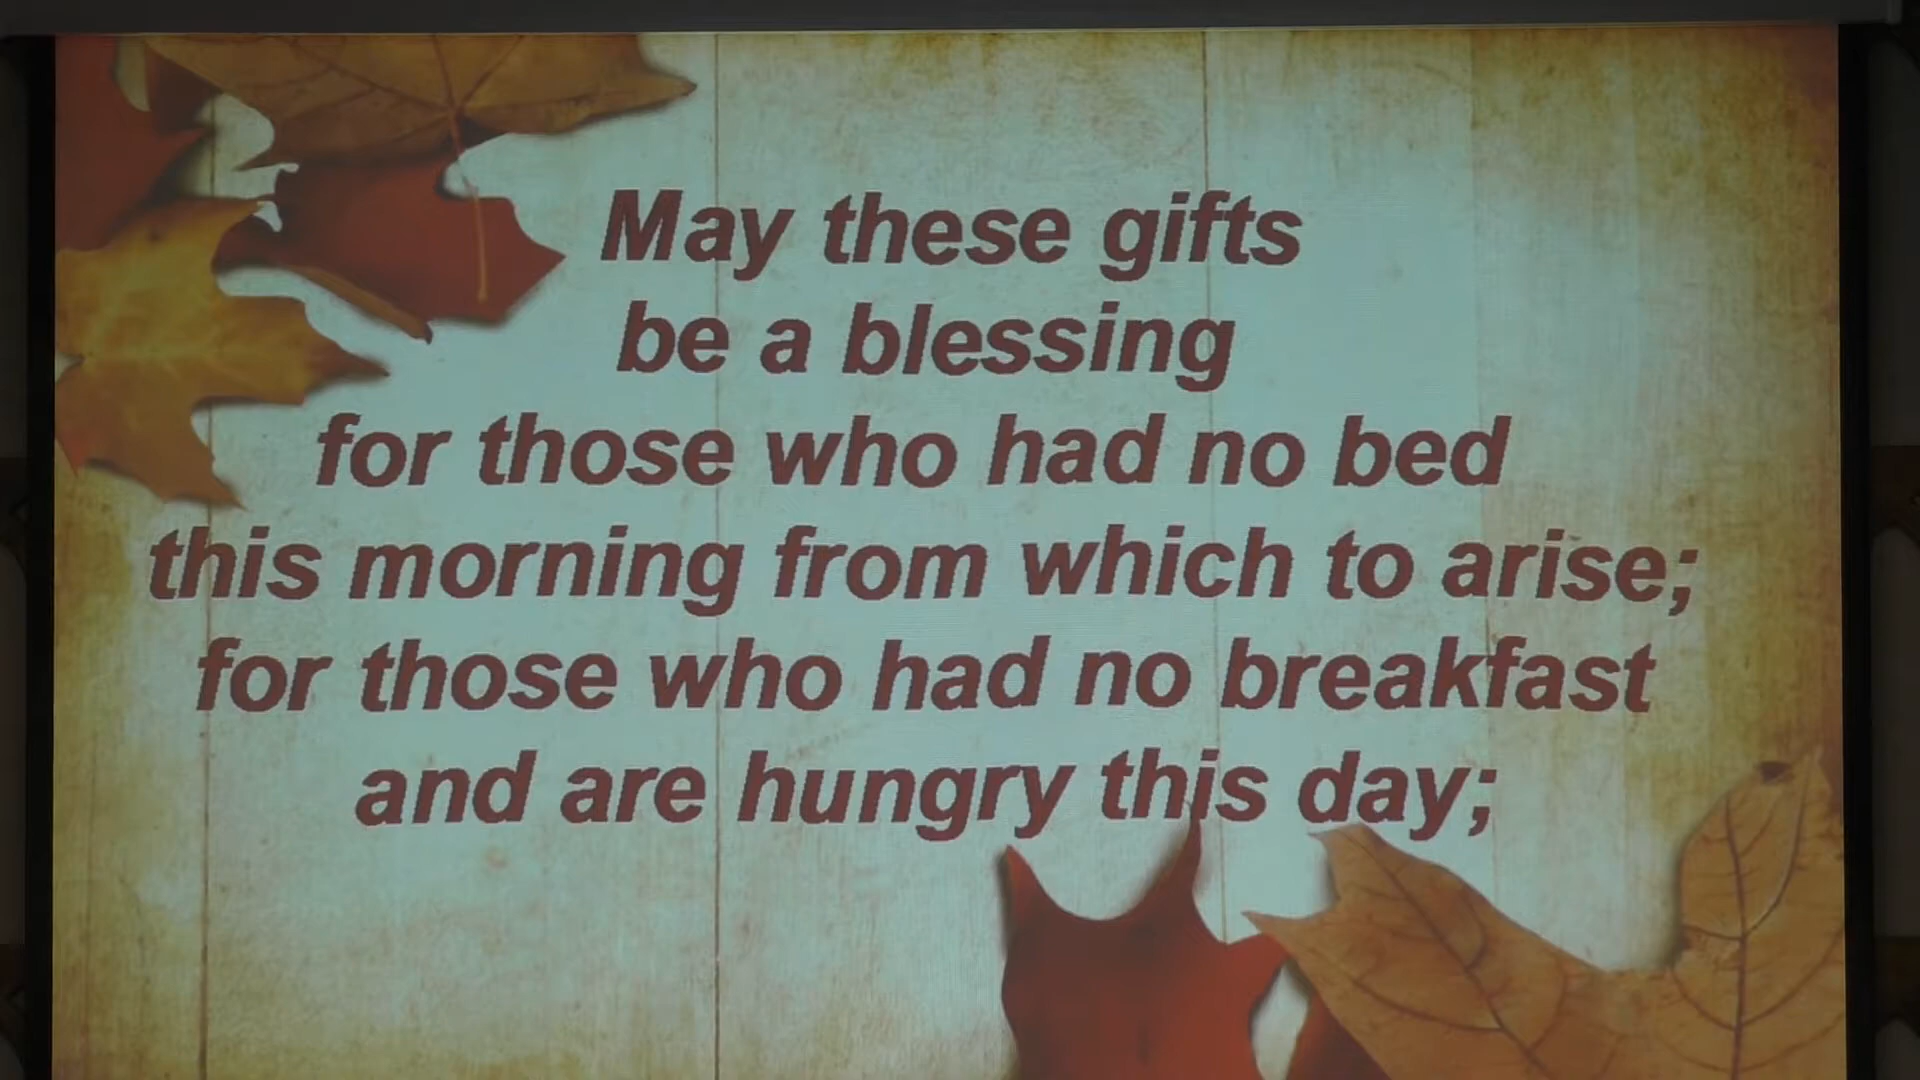 May these gifts
be a blessing
for those who had no bed
this morning from which to arise;
for those who had no breakfast
and are hungry this day;